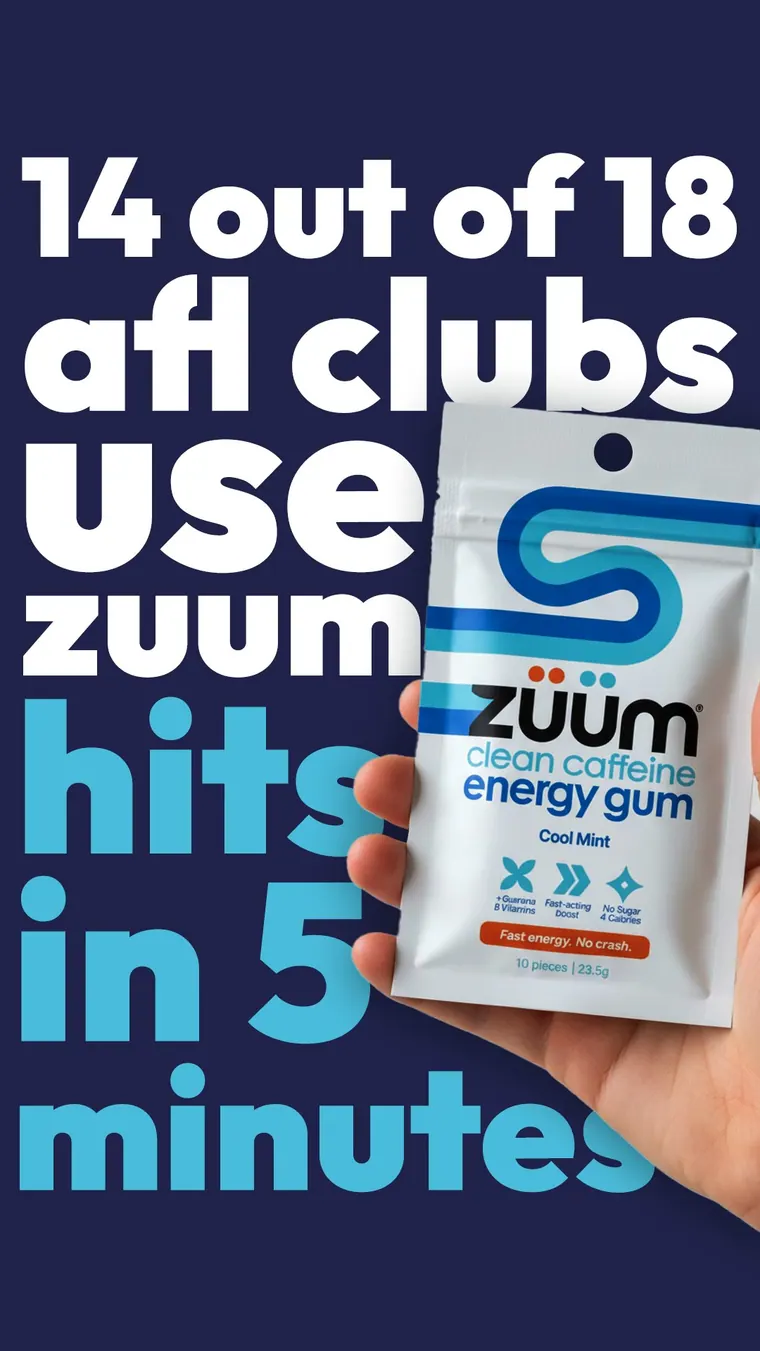 14 out of 18
afl clubs
use
zuum
hits
in 5
minutes
züüm®
clean caffeine
energy gum
Cool Mint
+Guarana
B Vitamins
Fast-acting
boost
No Sugar
4 Calories
Fast energy. No crash.
10 pieces | 23.5g